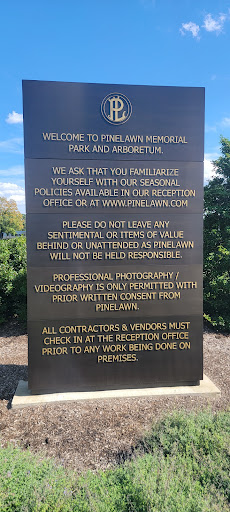 PL
WELCOME TO PINELAWN MEMORIAL
PARK AND ARBORETUM.
WE ASK THAT YOU FAMILIARIZE
YOURSELF WITH OUR SEASONAL
POLICIES AVAILABLE IN OUR RECEPTION
OFFICE OR AT WWW.PINELAWN.COM
PLEASE DO NOT LEAVE ANY
SENTIMENTAL OR ITEMS OF VALUE
BEHIND OR UNATTENDED AS PINELAWN
WILL NOT BE HELD RESPONSIBLE.
PROFESSIONAL PHOTOGRAPHY /
VIDEOGRAPHY IS ONLY PERMITTED WITH
PRIOR WRITTEN CONSENT FROM
PINELAWN.
ALL CONTRACTORS & VENDORS MUST
CHECK IN AT THE RECEPTION OFFICE
PRIOR TO ANY WORK BEING DONE ON
PREMISES.